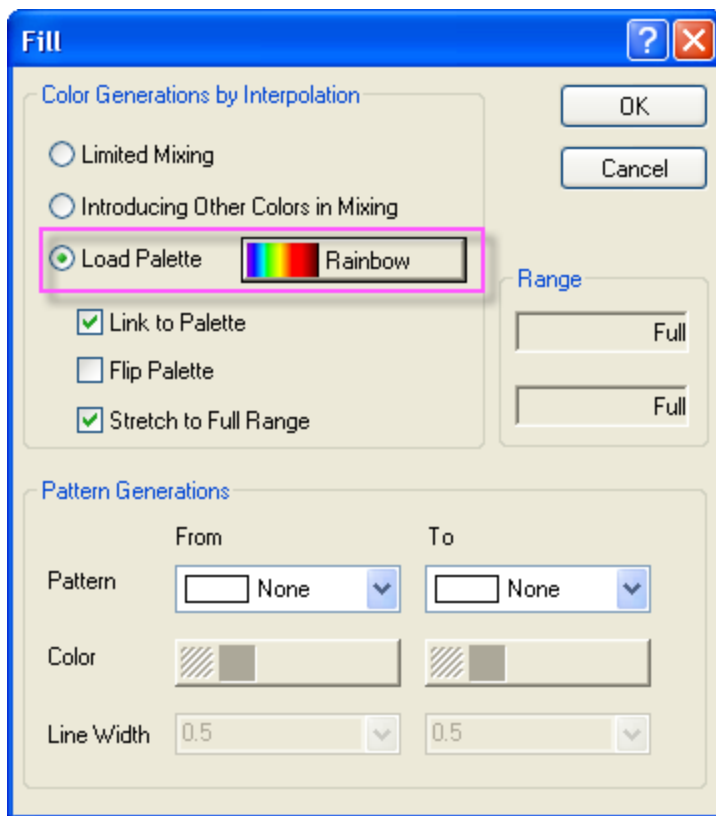 Fill
Color Generations by Interpolation
OK
Limited Mixing
Cancel
Introducing Other Colors in Mixing
Load Palette Rainbow
Range
Link to Palette
Full
Flip Palette
Full
Stretch to Full Range
Pattern Generations
From To
Pattern None None
Color
Line Width 0.5 0.5